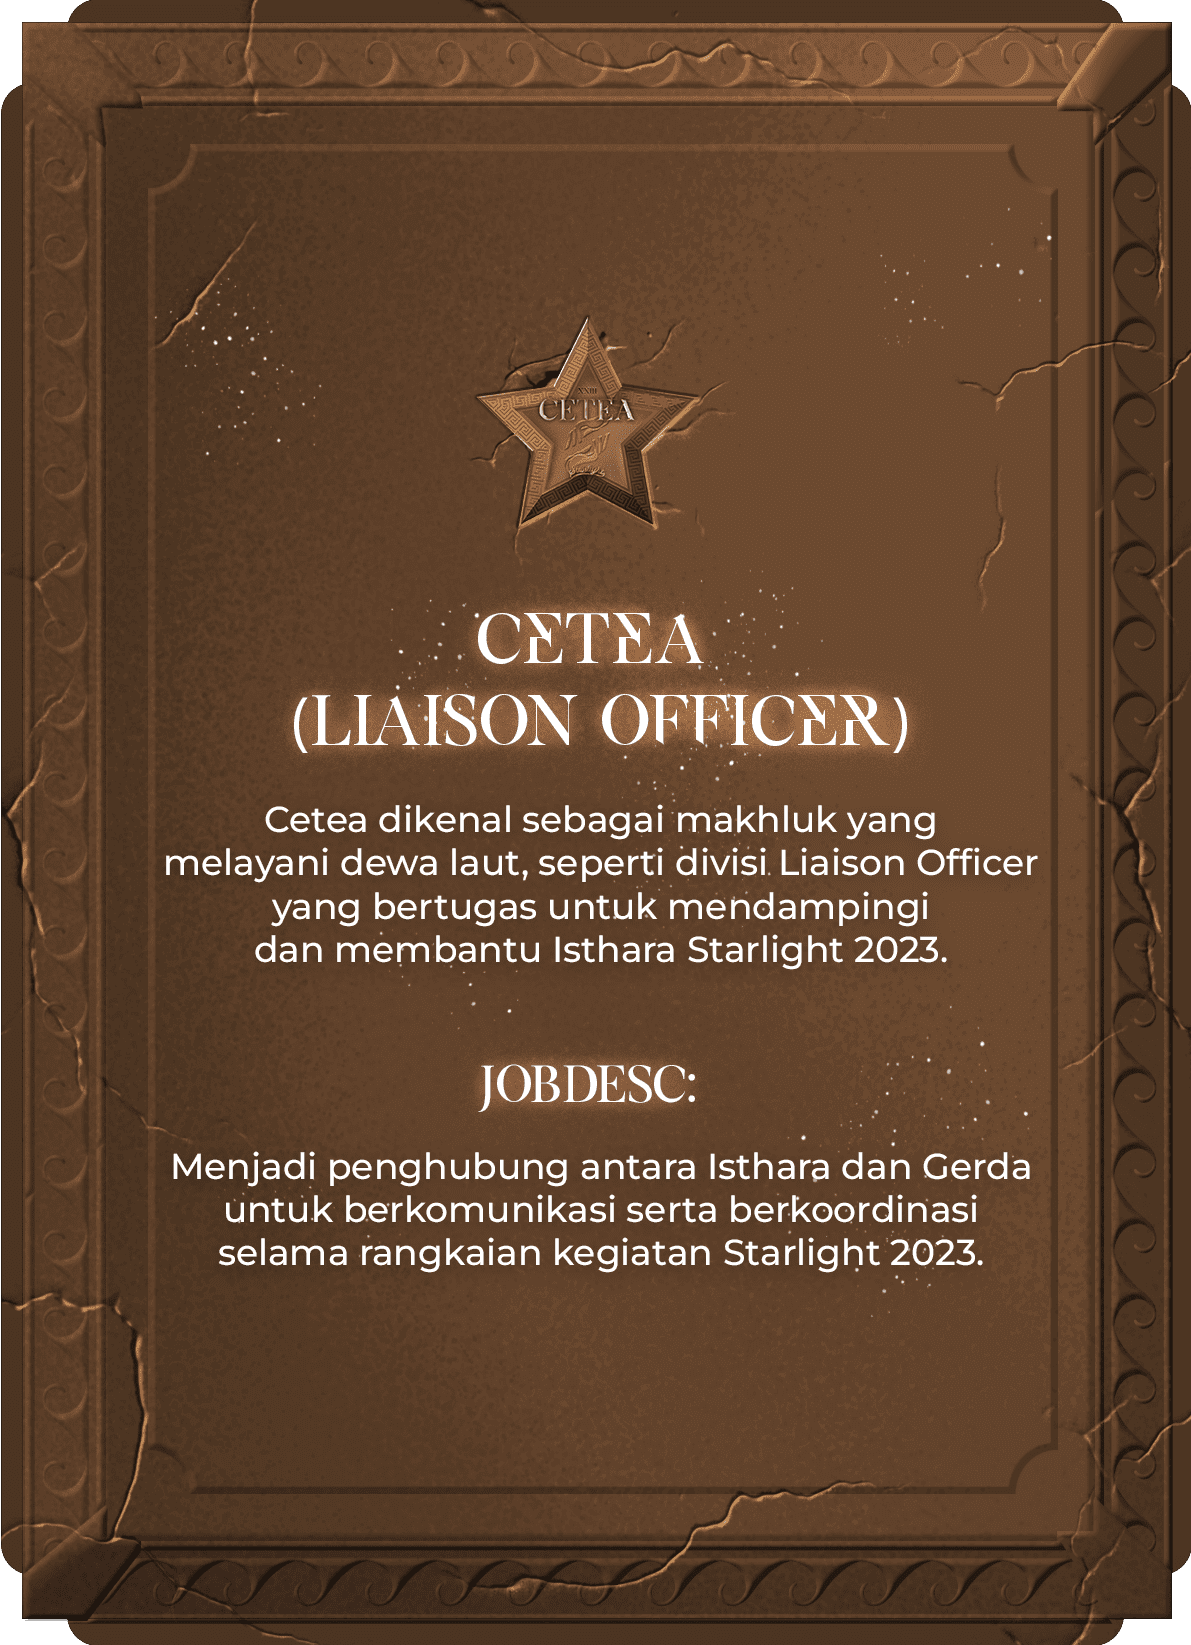 XXIII
CETEA
CETEA
(LIAISON OFFICER)
Cetea dikenal sebagai makhluk yang
melayani dewa laut, seperti divisi Liaison Officer
yang bertugas untuk mendampingi
dan membantu Isthara Starlight 2023.
JOBDESC:
Menjadi penghubung antara Isthara dan Gerda
untuk berkomunikasi serta berkoordinasi
selama rangkaian kegiatan Starlight 2023.